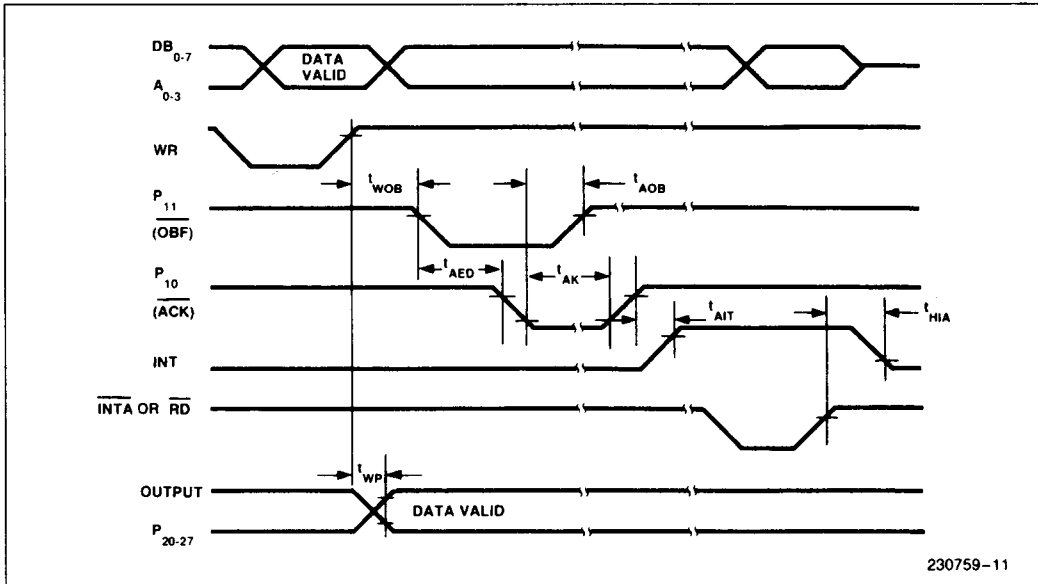 DB0-7
DATA
VALID
A0-3
WR
tWOB
tAOB
P11
(OBF)
tAED
tAK
P10
(ACK)
tAIT
tHIA
INT
INTA OR RD
tWP
OUTPUT
DATA VALID
P20-27
230759-11